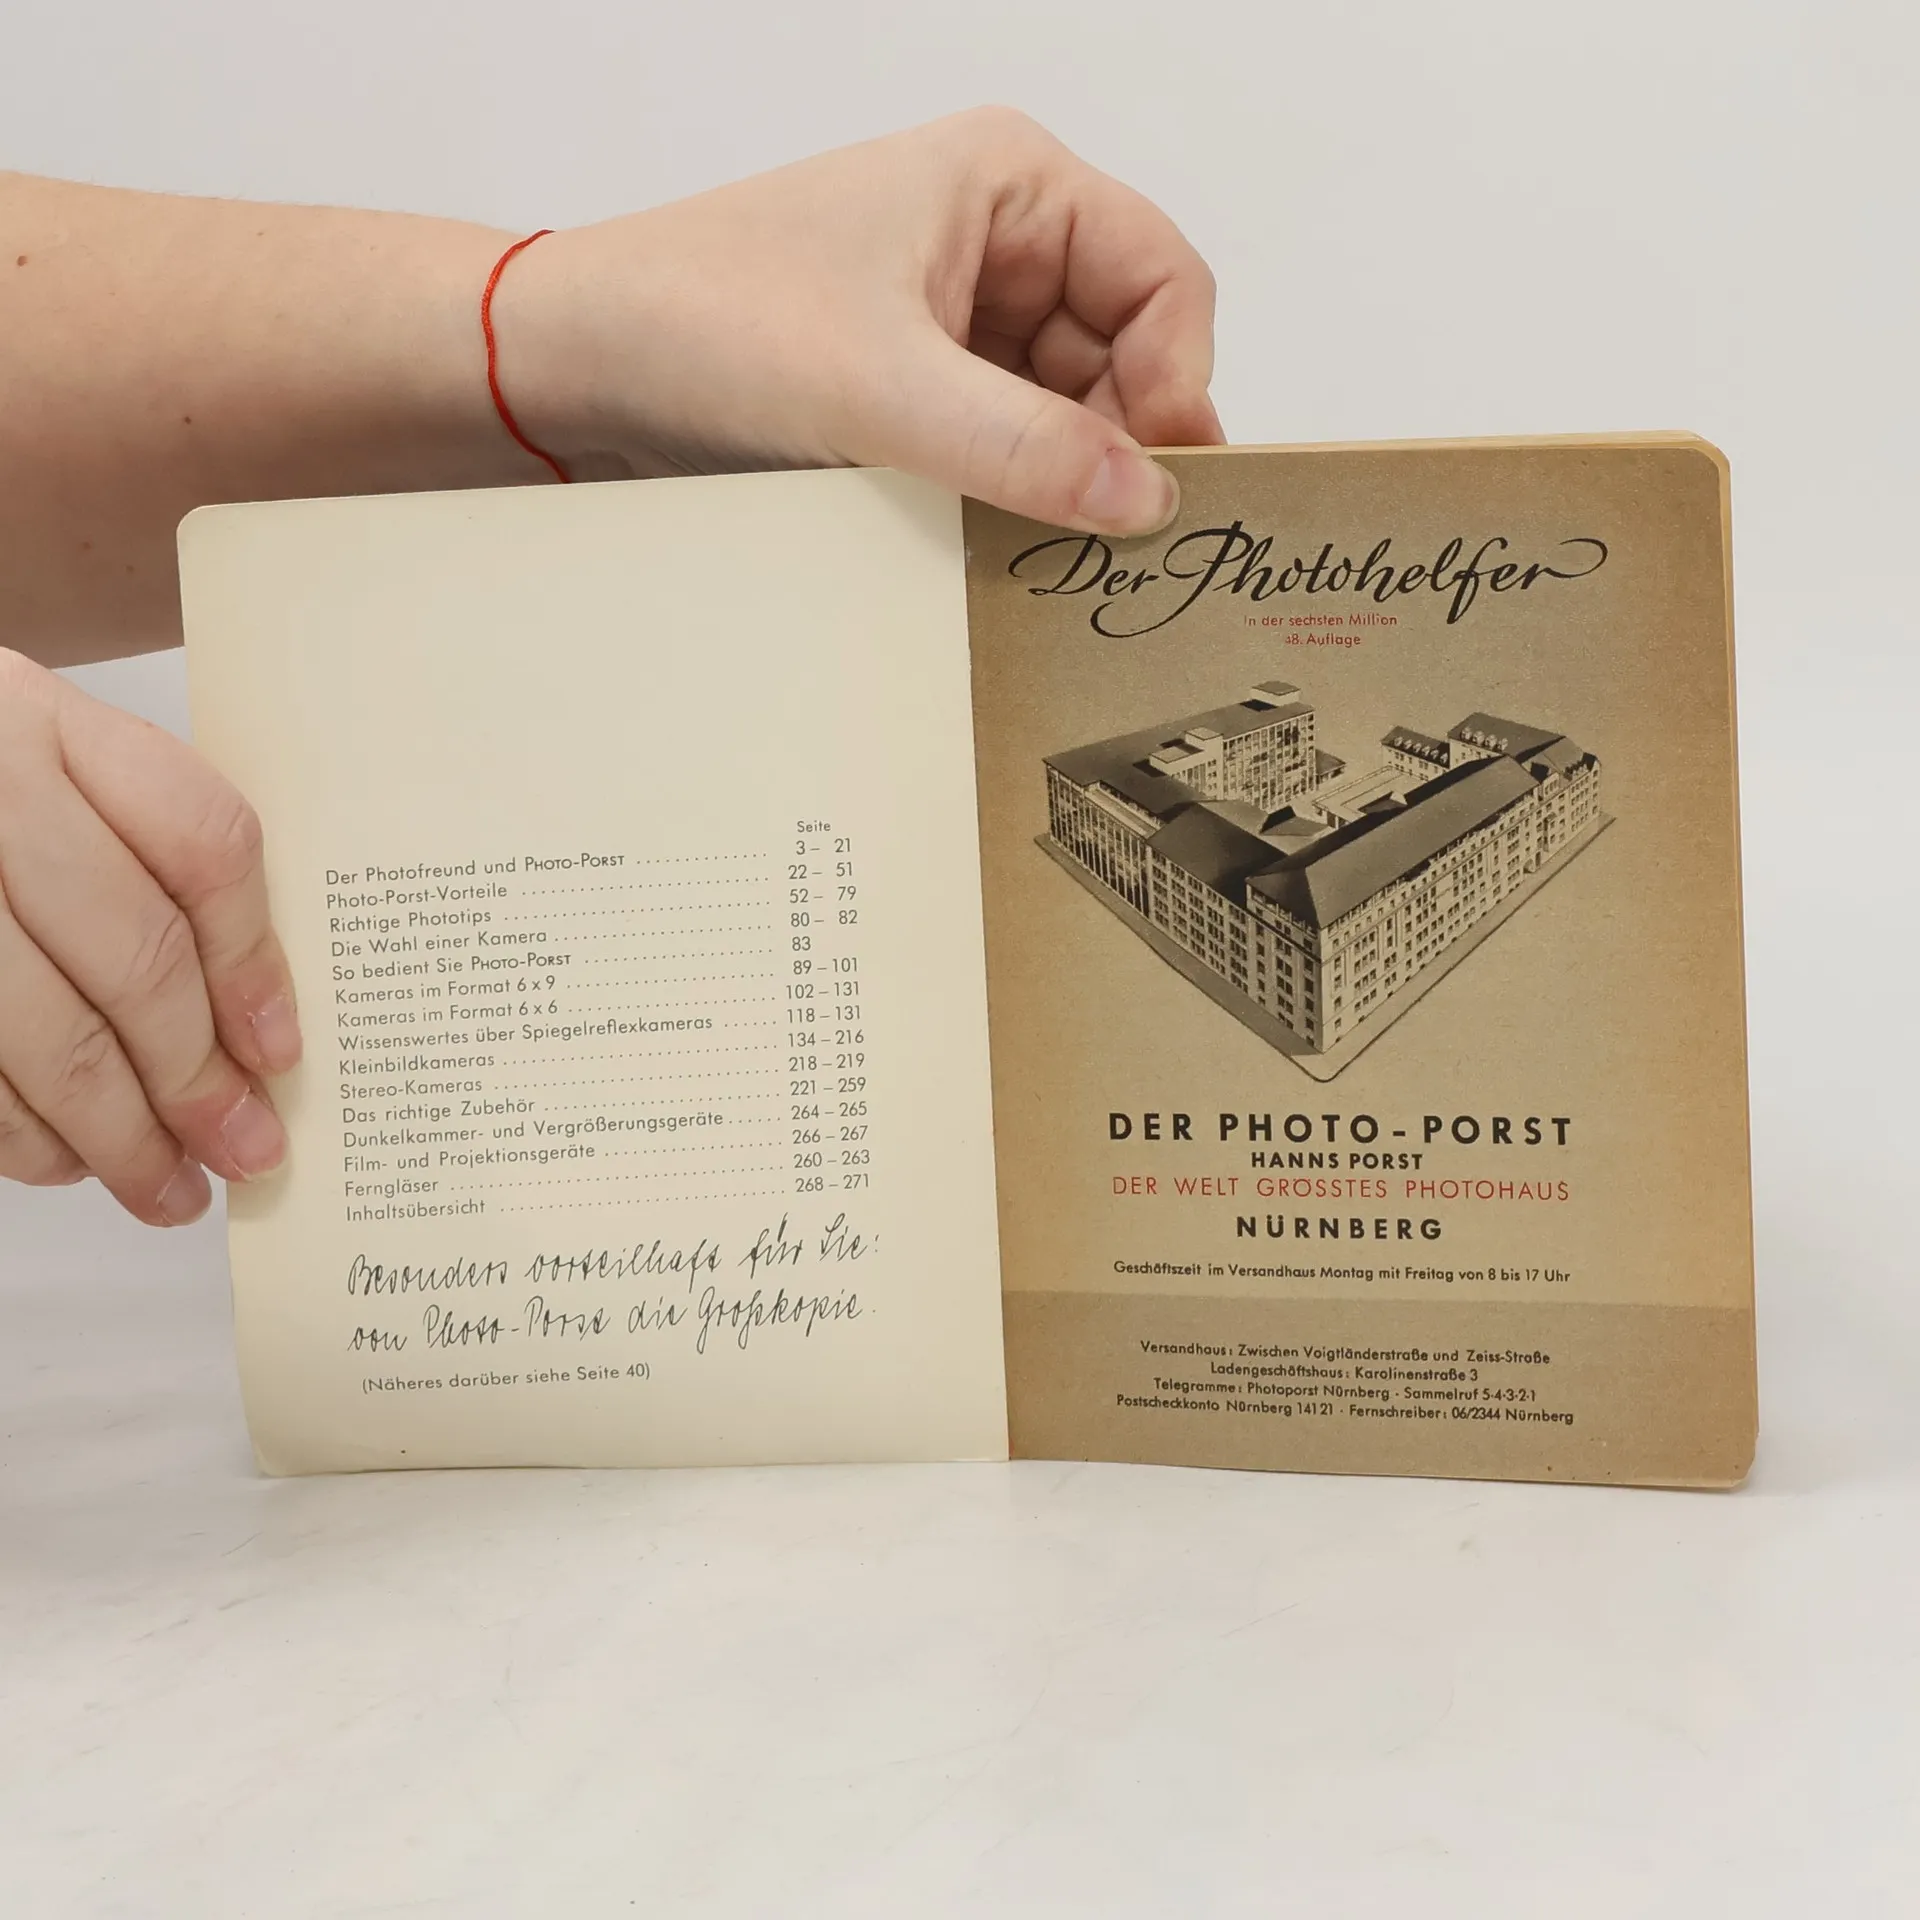 Seite
Der Photofreund und PHOTO-PORST 3 – 21
Photo-Porst-Vorteile 22 – 51
Richtige Phototips 52 – 79
Die Wahl einer Kamera 80 – 82
So bedient Sie PHOTO-PORST 83
Kameras im Format 6 x 9 89 – 101
Kameras im Format 6 x 6 102 – 131
Wissenswertes über Spiegelreflexkameras 118 – 131
Kleinbildkameras 134 – 216
Stereo-Kameras 218 – 219
Das richtige Zubehör 221 – 259
Dunkelkammer- und Vergrößerungsgeräte 264 – 265
Film- und Projektionsgeräte 266 – 267
Ferngläser 260 – 263
Inhaltsübersicht 268 – 271
Besonders vorteilhaft für Sie:
von Photo-Porst die Großkopie.
(Näheres darüber siehe Seite 40)
Der Photohelfer
In der sechsten Million
48. Auflage
DER PHOTO-PORST
HANNS PORST
DER WELT GRÖSSTES PHOTOHAUS
NÜRNBERG
Geschäftszeit im Versandhaus Montag mit Freitag von 8 bis 17 Uhr
Versandhaus: Zwischen Voigtländerstraße und Zeiss-Straße
Ladengeschäftshaus: Karolinenstraße 3
Telegramme: Photoporst Nürnberg · Sammelruf 5-4-3-2-1
Postscheckkonto Nürnberg 141 21 · Fernschreiber: 06/2344 Nürnberg